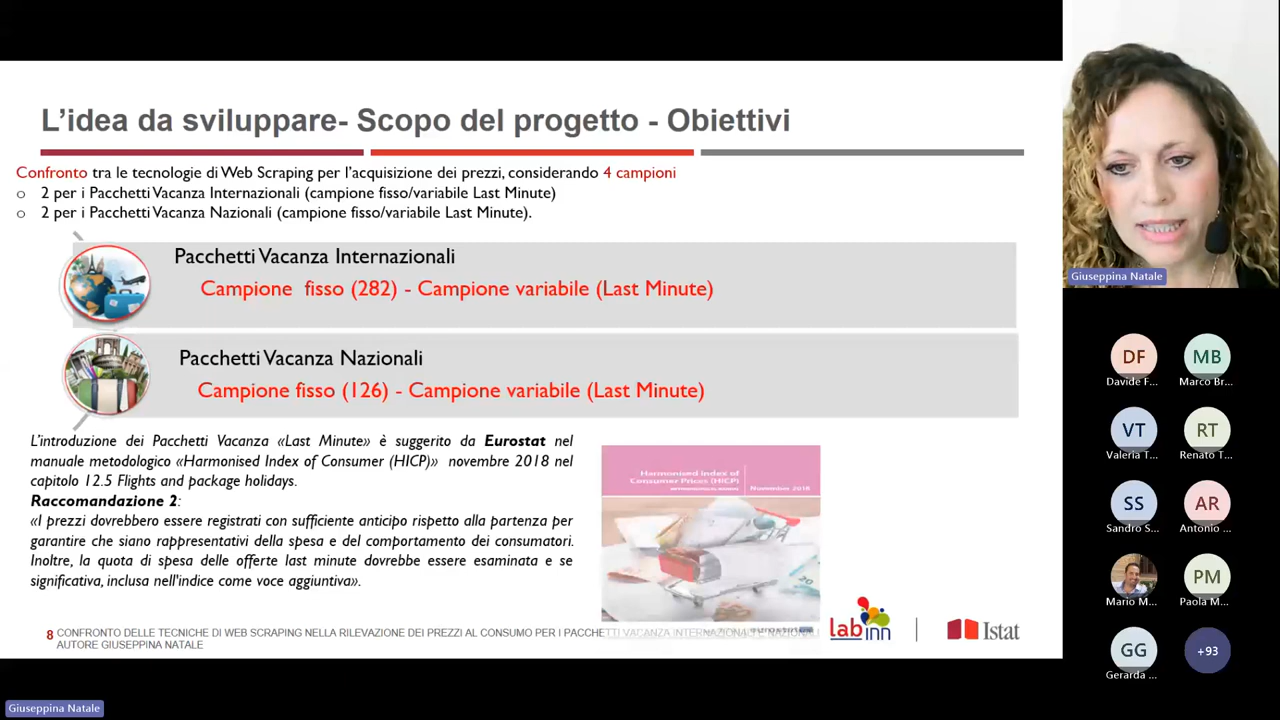 L'idea da sviluppare- Scopo del progetto - Obiettivi
Confronto tra le tecnologie di Web Scraping per l'acquisizione dei prezzi, considerando 4 campioni
o 2 per i Pacchetti Vacanza Internazionali (campione fisso/variabile Last Minute)
o 2 per i Pacchetti Vacanza Nazionali (campione fisso/variabile Last Minute).
Pacchetti Vacanza Internazionali
Campione fisso (282) - Campione variabile (Last Minute)
Pacchetti Vacanza Nazionali
Campione fisso (126) - Campione variabile (Last Minute)
L'introduzione dei Pacchetti Vacanza «Last Minute» è suggerito da Eurostat nel
manuale metodologico «Harmonised Index of Consumer (HICP)» novembre 2018 nel
capitolo 12.5 Flights and package holidays.
Raccomandazione 2:
«I prezzi dovrebbero essere registrati con sufficiente anticipo rispetto alla partenza per
garantire che siano rappresentativi della spesa e del comportamento dei consumatori.
Inoltre, la quota di spesa delle offerte last minute dovrebbe essere esaminata e se
significativa, inclusa nell'indice come voce aggiuntiva».
Harmonised Index of
Consumer Prices (HICP)
November 2018
8 CONFRONTO DELLE TECNICHE DI WEB SCRAPING NELLA RILEVAZIONE DEI PREZZI AL CONSUMO PER I PACCHETTI VACANZA INTERNAZIONALI E NAZIONALI
AUTORE GIUSEPPINA NATALE
labinn
Istat
Giuseppina Natale
DF
Davide F...
MB
Marco Br...
VT
Valeria T...
RT
Renato T...
SS
Sandro S...
AR
Antonio ...
Mario M...
PM
Paola M...
GG
Gerarda ...
+93
Giuseppina Natale